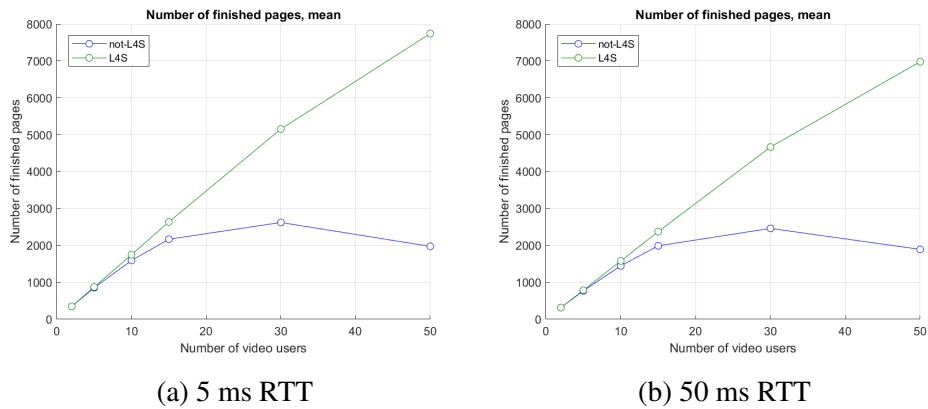 Number of finished pages, mean
not-L4S
L4S
8000
7000
6000
5000
4000
3000
2000
1000
0
Number of finished pages
0 10 20 30 40 50
Number of video users
(a) 5 ms RTT
Number of finished pages, mean
not-L4S
L4S
8000
7000
6000
5000
4000
3000
2000
1000
0
Number of finished pages
0 10 20 30 40 50
Number of video users
(b) 50 ms RTT